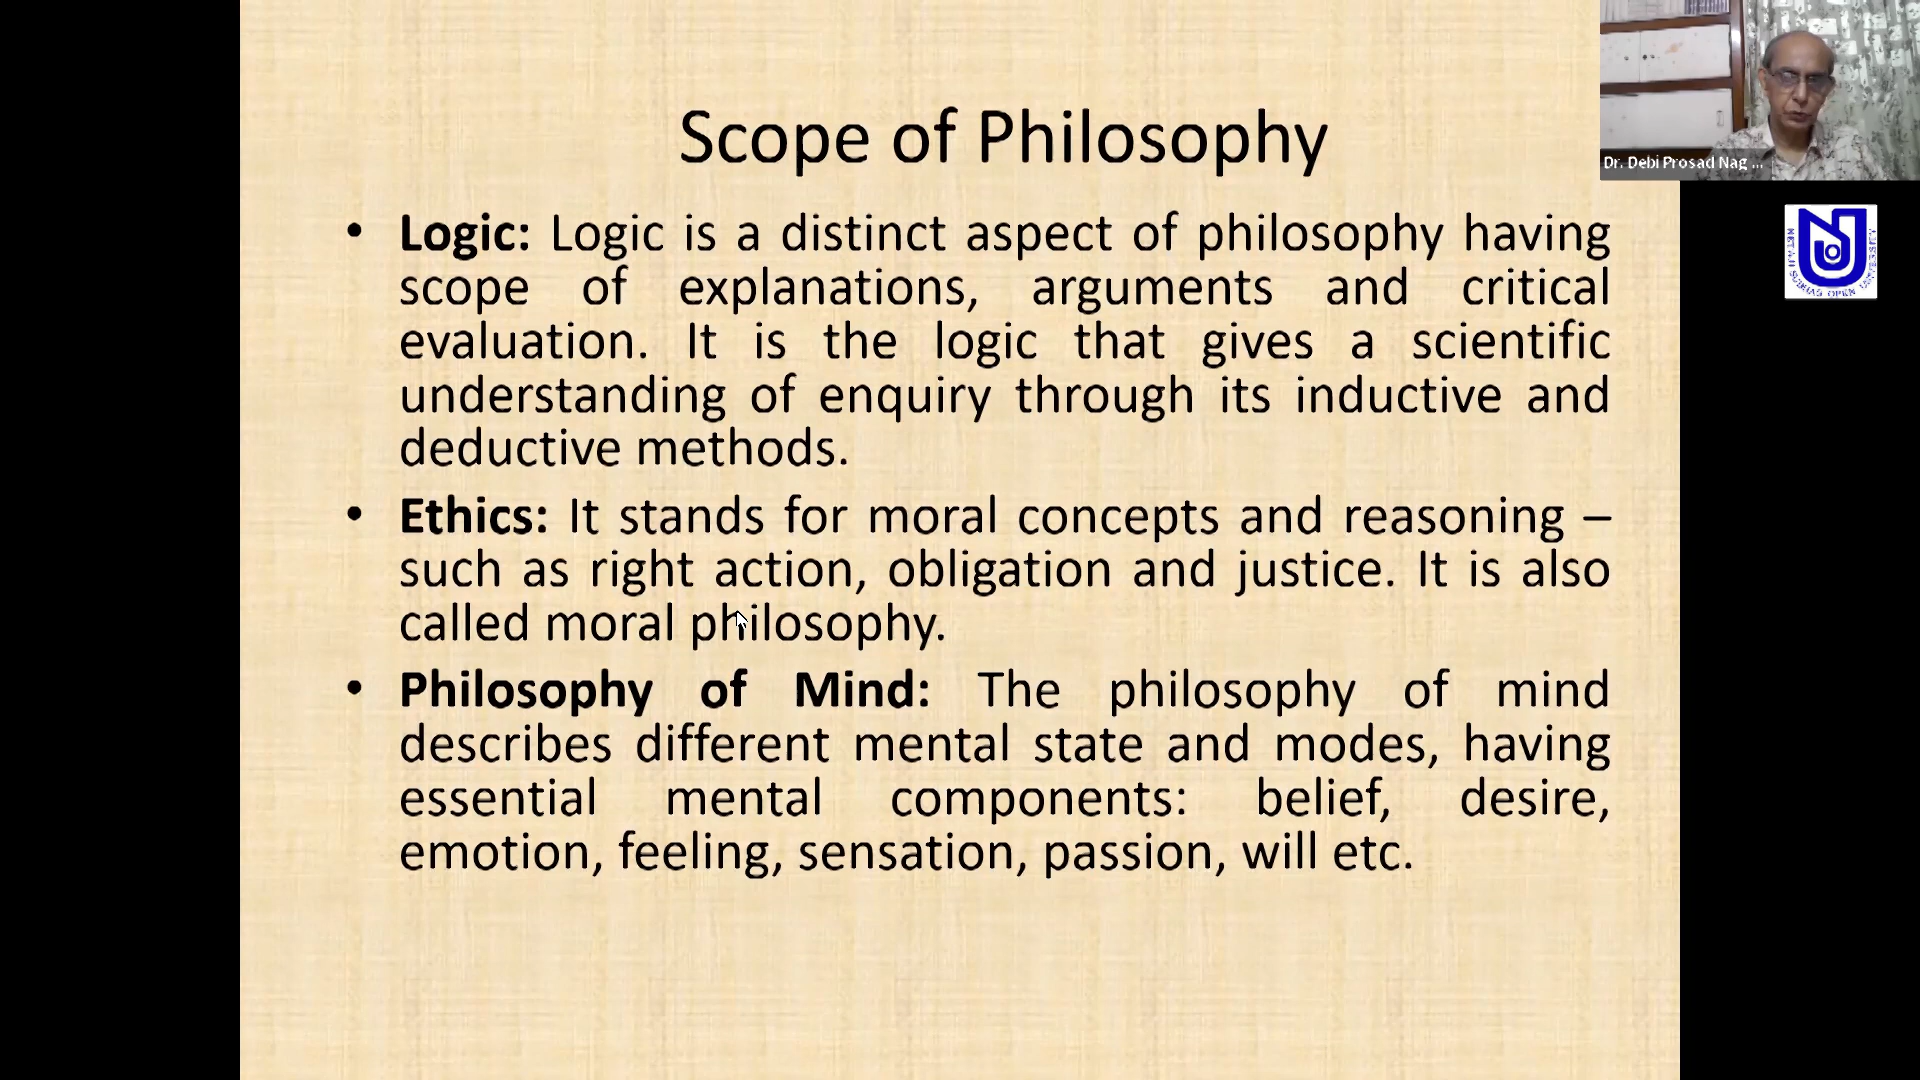 Scope of Philosophy
Dr. Debi Prosad Nag ...
• Logic: Logic is a distinct aspect of philosophy having
scope of explanations, arguments and critical
evaluation. It is the logic that gives a scientific
understanding of enquiry through its inductive and
deductive methods.
• Ethics: It stands for moral concepts and reasoning –
such as right action, obligation and justice. It is also
called moral philosophy.
• Philosophy of Mind: The philosophy of mind
describes different mental state and modes, having
essential mental components: belief, desire,
emotion, feeling, sensation, passion, will etc.